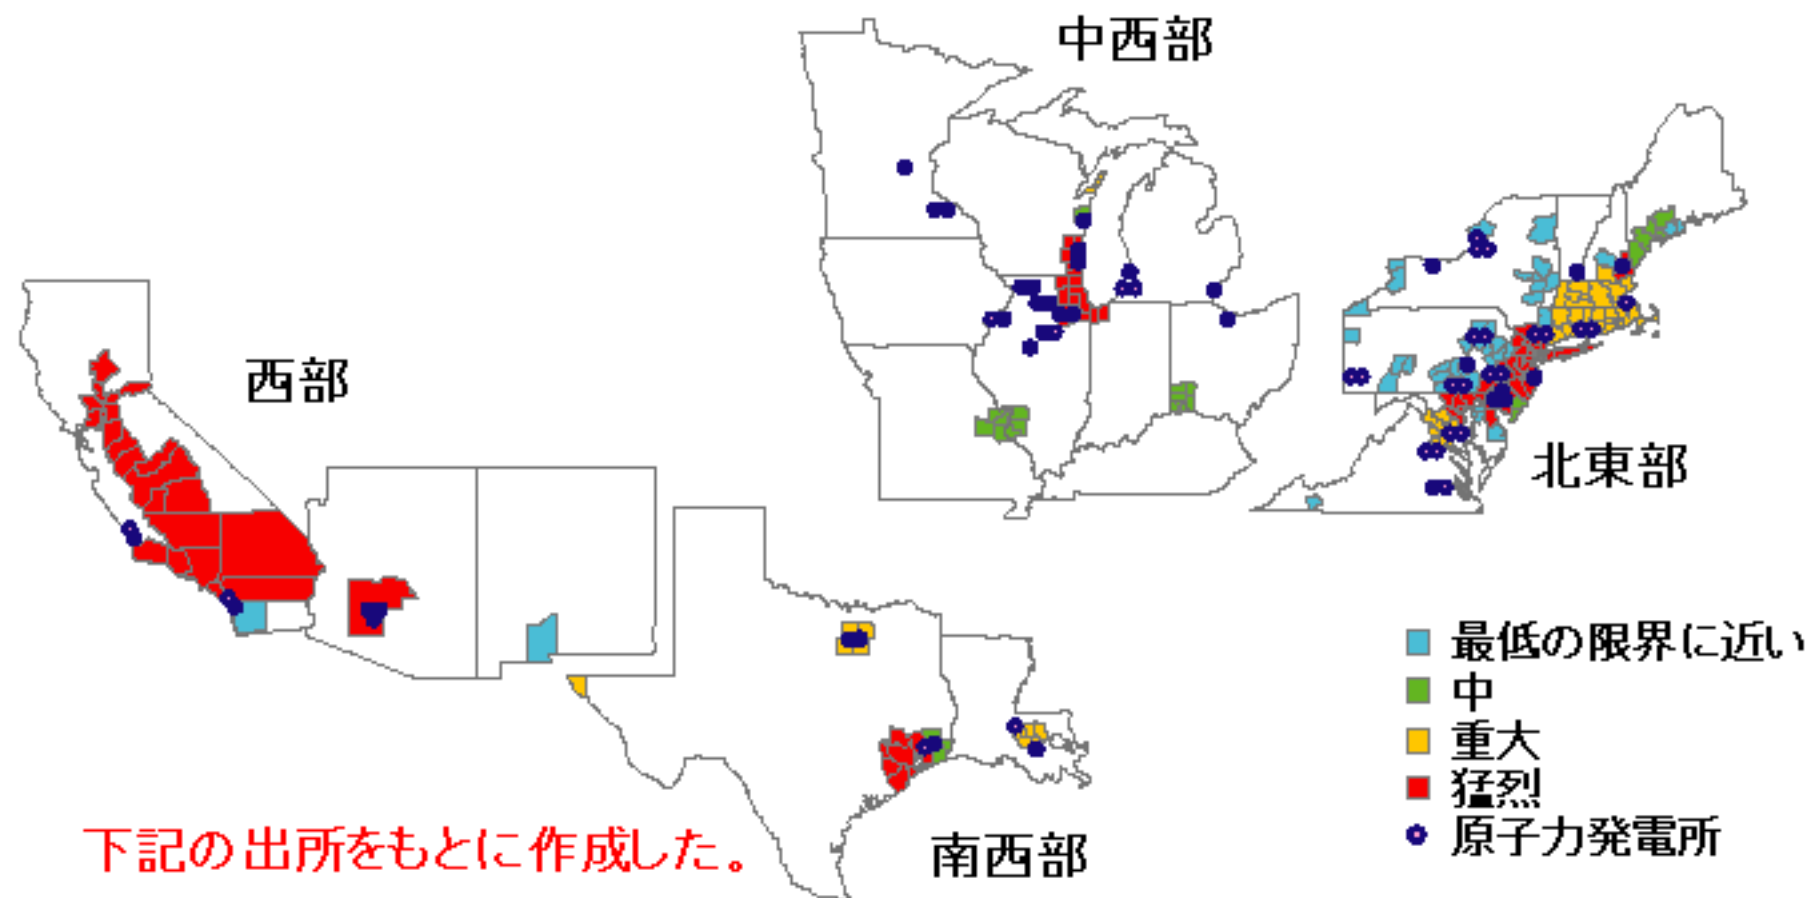 中西部
西部
北東部
最低の限界に近い
中
重大
猛烈
原子力発電所
南西部
下記の出所をもとに作成した。